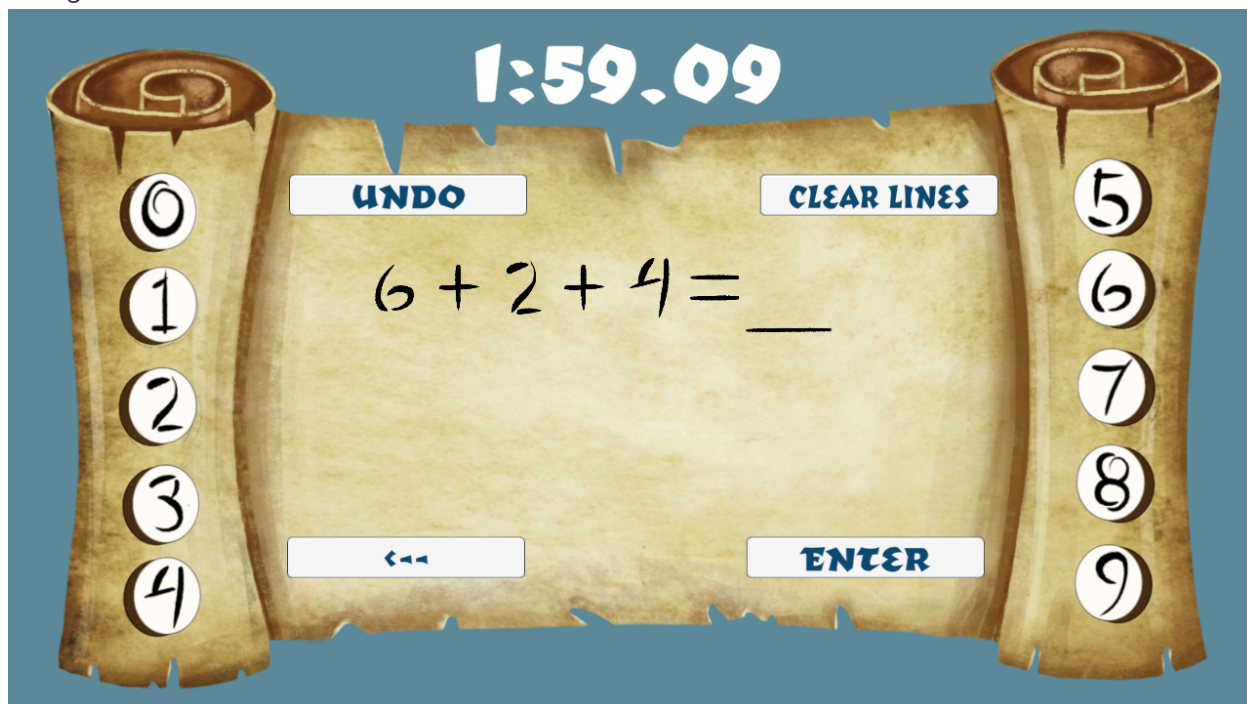 1:59.09
UNDO CLEAR LINES
0 5
6 + 2 + 4 = __
1 6
2 7
3 8
<-- ENTER
4 9